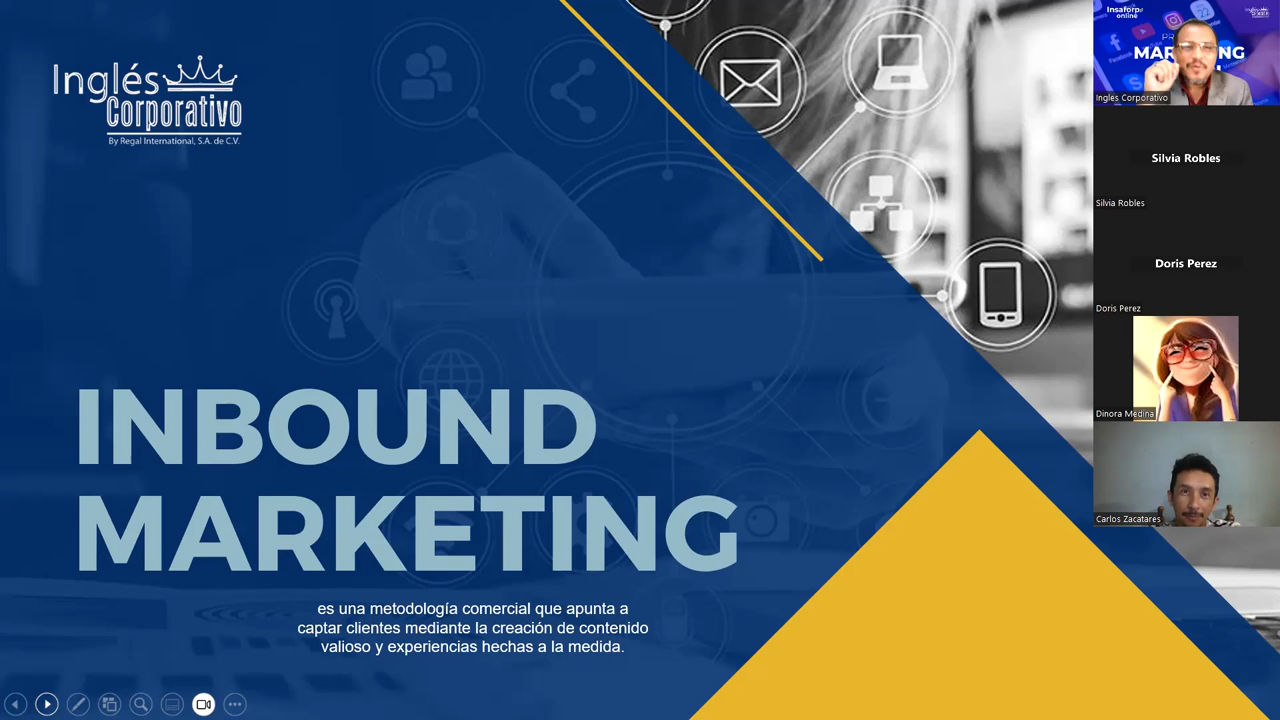 Inglés
Corporativo
By Regal International, S.A. de C.V.
INBOUND
MARKETING
es una metodología comercial que apunta a
captar clientes mediante la creación de contenido
valioso y experiencias hechas a la medida.
Insaforp
online
Ingles Corporativo
Silvia Robles
Silvia Robles
Doris Perez
Doris Perez
Dinora Medina
Carlos Zacatares